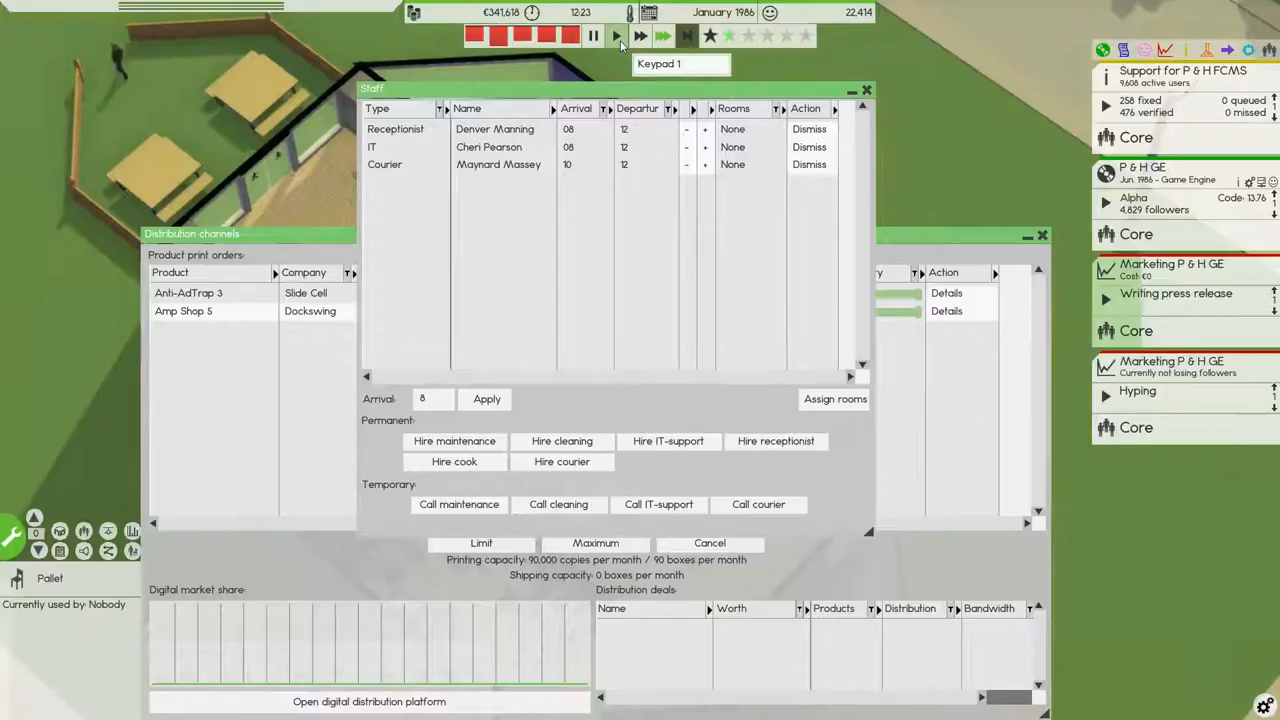 €341,618 12:23 January 1986 22,414
Keypad 1
Staff
Type Name Arrival Departur Rooms Action
Receptionist Denver Manning 08 12 - + None Dismiss
IT Cheri Pearson 08 12 - + None Dismiss
Courier Maynard Massey 10 12 - + None Dismiss
Arrival: 8 Apply Assign rooms
Permanent:
Hire maintenance Hire cleaning Hire IT-support Hire receptionist
Hire cook Hire courier
Temporary:
Call maintenance Call cleaning Call IT-support Call courier
Distribution channels
Product print orders:
Product Company Action
Anti-AdTrap 3 Slide Cell Details
Amp Shop 5 Dockswing Details
Limit Maximum Cancel
Printing capacity: 90,000 copies per month / 90 boxes per month
Shipping capacity: 0 boxes per month
Digital market share:
Open digital distribution platform
Distribution deals:
Name Worth Products Distribution Bandwidth
0
Pallet
Currently used by: Nobody
Support for P & H FCMS
9,608 active users
258 fixed 0 queued
476 verified 0 missed
1
Core
P & H GE
Jun. 1986 - Game Engine
Alpha Code: 13.76
4,829 followers
1
Core
Marketing P & H GE
Cost: €0
Writing press release
1
Core
Marketing P & H GE
Currently not losing followers
Hyping
1
Core